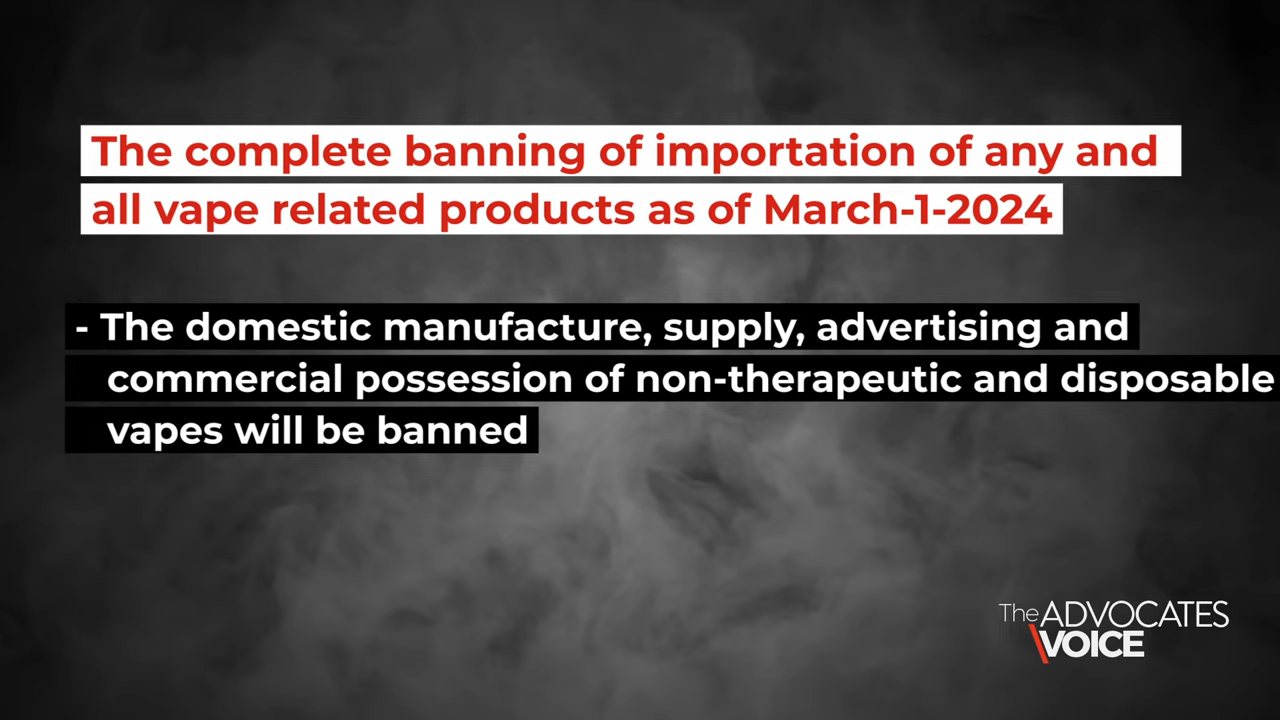 The complete banning of importation of any and
all vape related products as of March-1-2024
- The domestic manufacture, supply, advertising and
commercial possession of non-therapeutic and disposable
vapes will be banned
The ADVOCATES
VOICE